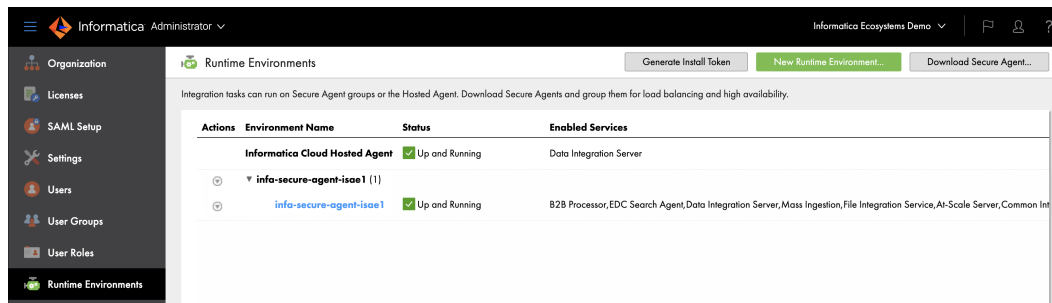 Informatica Administrator
Informatica Ecosystems Demo
?
Organization
Licenses
SAML Setup
Settings
Users
User Groups
User Roles
Runtime Environments
Runtime Environments
Generate Install Token
New Runtime Environment...
Download Secure Agent...
Integration tasks can run on Secure Agent groups or the Hosted Agent. Download Secure Agents and group them for load balancing and high availability.
Actions Environment Name Status Enabled Services
Informatica Cloud Hosted Agent Up and Running Data Integration Server
infa-secure-agent-isae1 (1)
infa-secure-agent-isae1 Up and Running B2B Processor,EDC Search Agent,Data Integration Server,Mass Ingestion,File Integration Service,At-Scale Server,Common Int